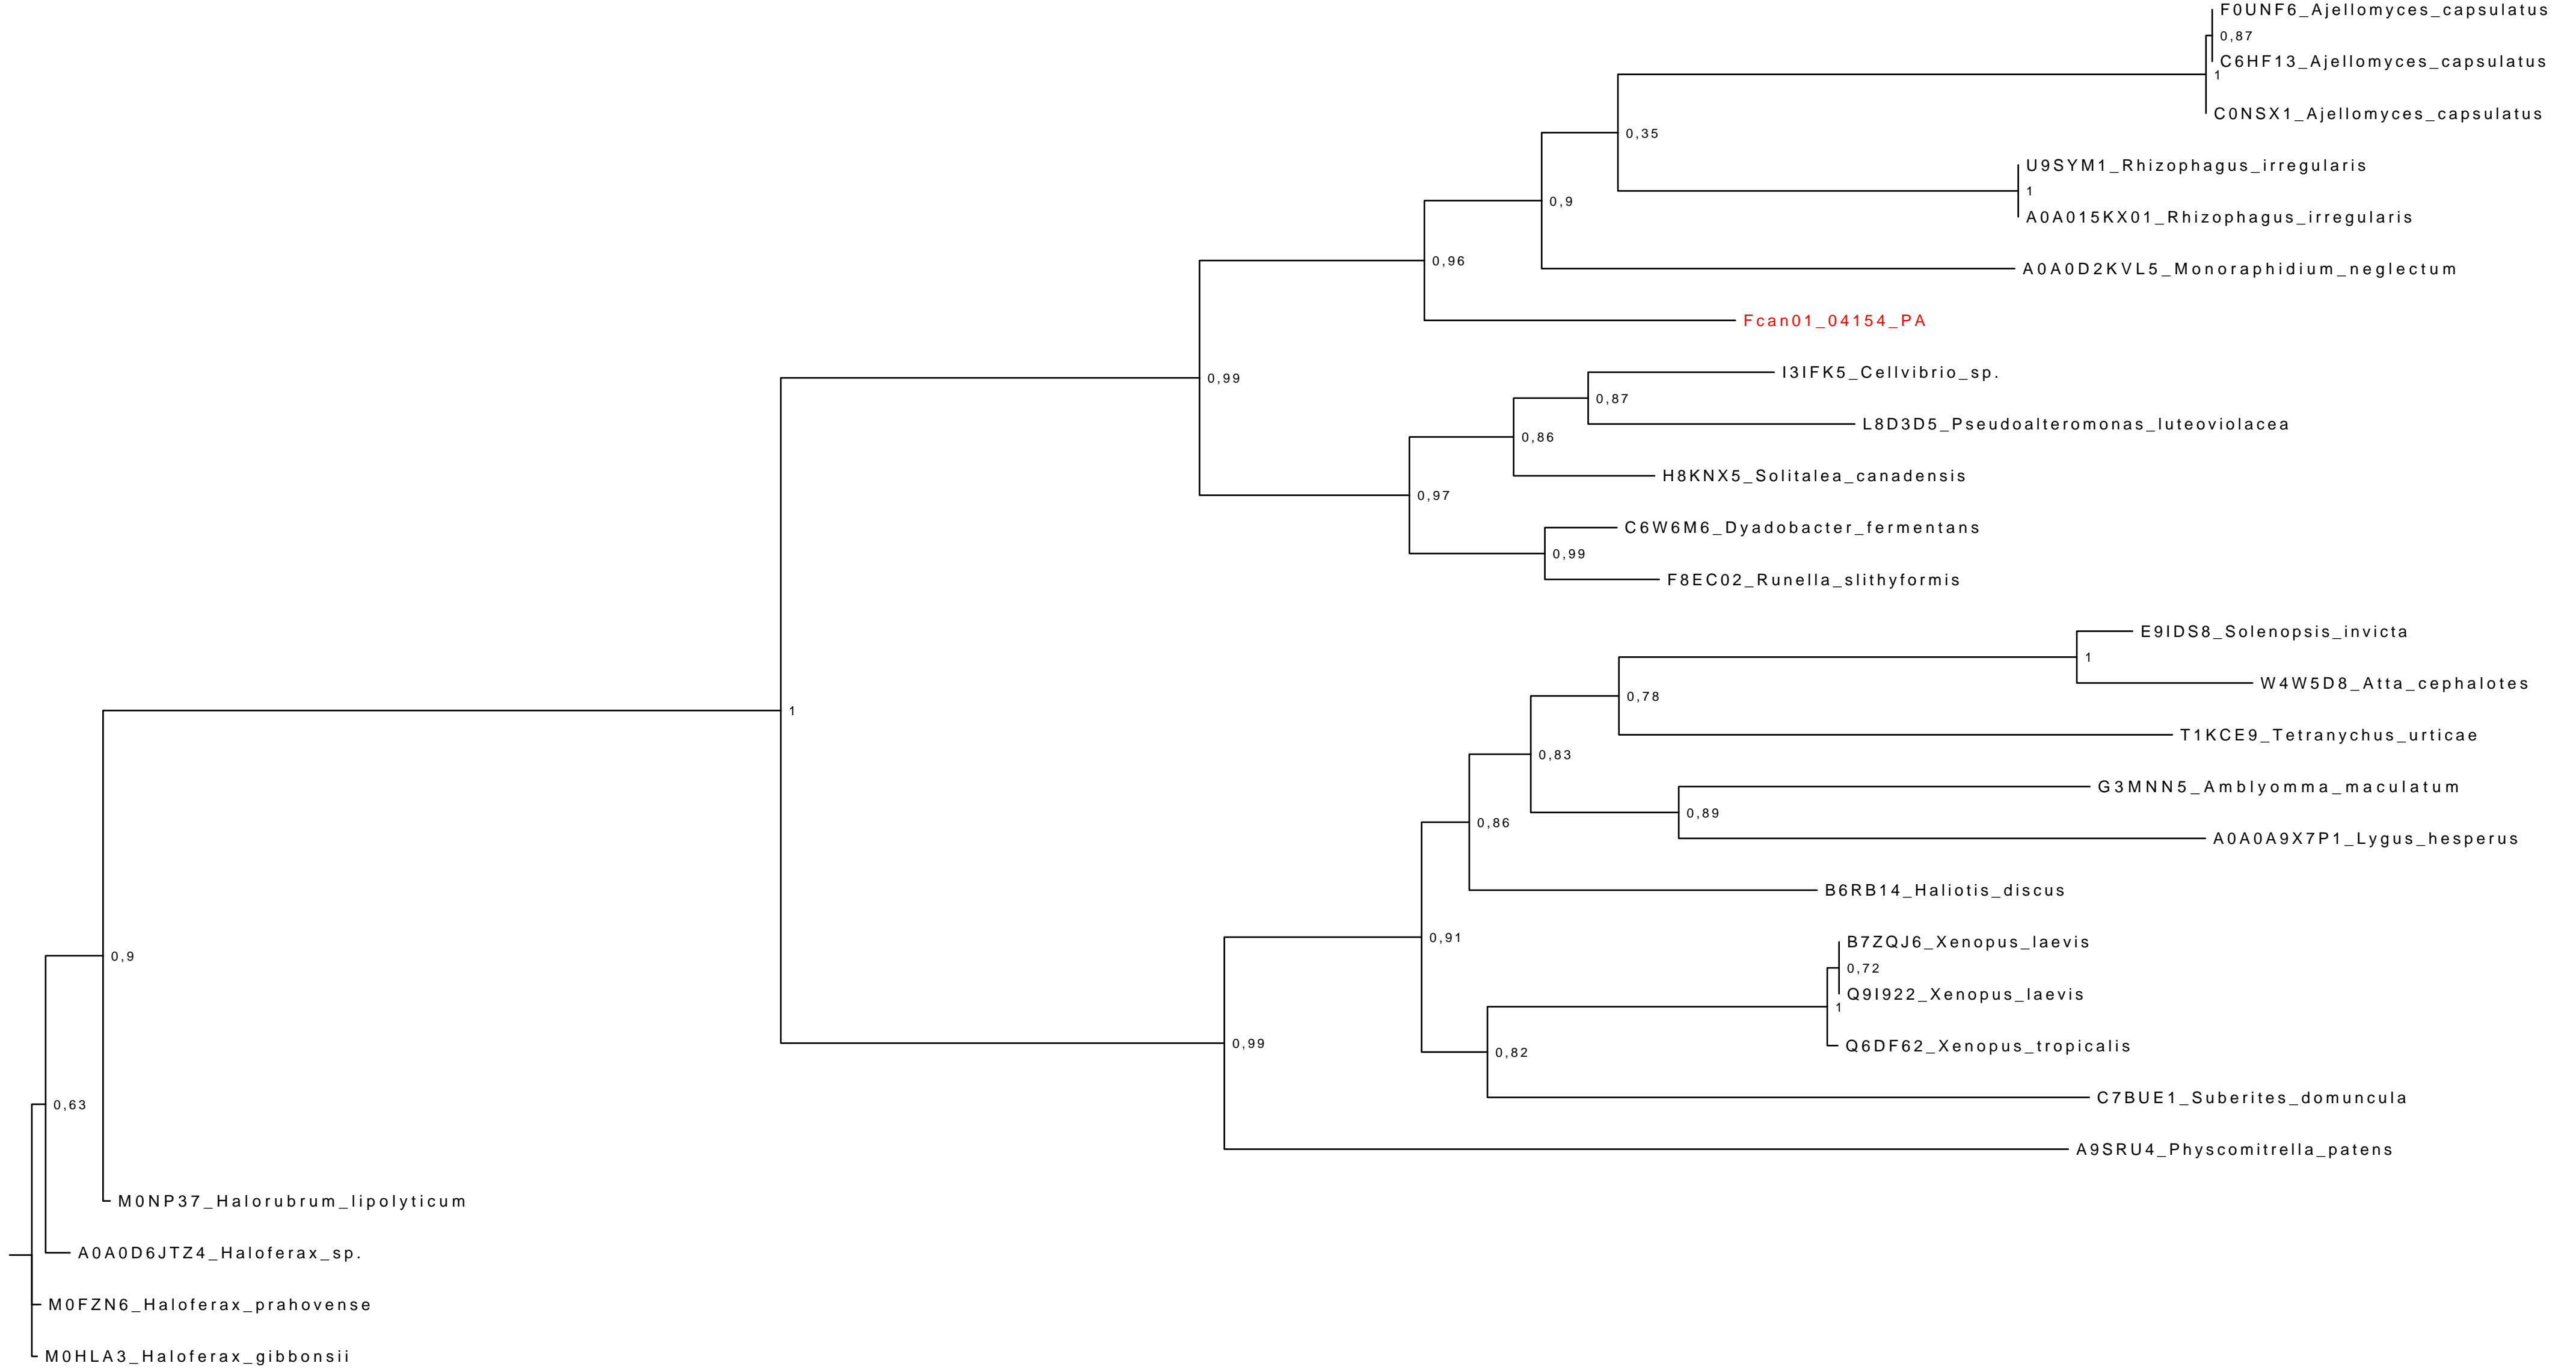 F0UNF6_Ajellomyces_capsulatus
0,87
C6HF13_Ajellomyces_capsulatus
1
C0NSX1_Ajellomyces_capsulatus
0,35
U9SYM1_Rhizophagus_irregularis
1
0,9
A0A015KX01_Rhizophagus_irregularis
0,96
A0A0D2KVL5_Monoraphidium_neglectum
Fcan01_04154_PA
I3IFK5_Cellvibrio_sp.
0,99
0,87
L8D3D5_Pseudoalteromonas_luteoviolacea
0,86
H8KNX5_Solitalea_canadensis
0,97
C6W6M6_Dyadobacter_fermentans
0,99
F8EC02_Runella_slithyformis
E9IDS8_Solenopsis_invicta
1
W4W5D8_Atta_cephalotes
0,78
1
T1KCE9_Tetranychus_urticae
0,83
G3MNN5_Amblyomma_maculatum
0,89
0,86
A0A0A9X7P1_Lygus_hesperus
B6RB14_Haliotis_discus
0,91
B7ZQJ6_Xenopus_laevis
0,9
0,72
Q9I922_Xenopus_laevis
1
0,99
Q6DF62_Xenopus_tropicalis
0,82
C7BUE1_Suberites_domuncula
0,63
A9SRU4_Physcomitrella_patens
M0NP37_Halorubrum_lipolyticum
A0A0D6JTZ4_Haloferax_sp.
M0FZN6_Haloferax_prahovense
M0HLA3_Haloferax_gibbonsii